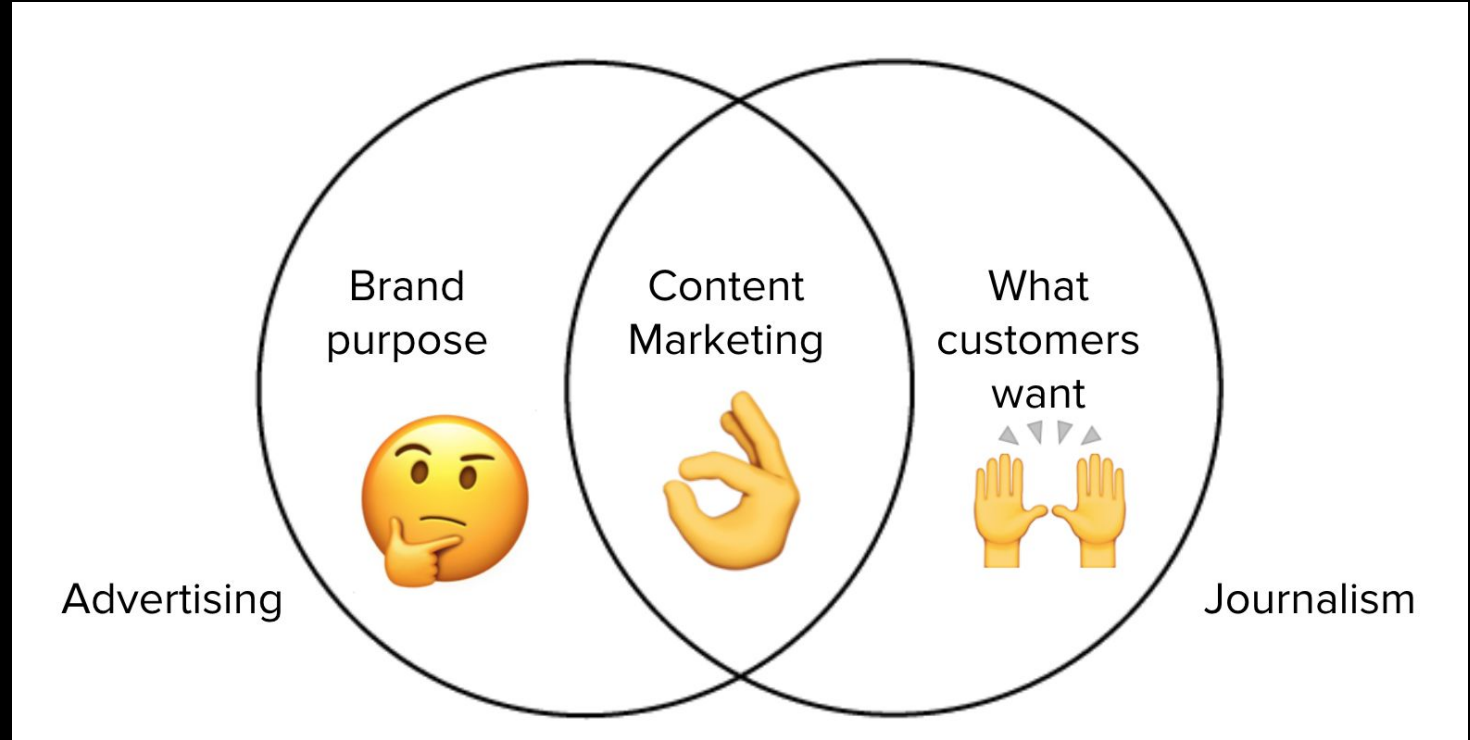 Brand
purpose
Content
Marketing
What
customers
want
Advertising
Journalism